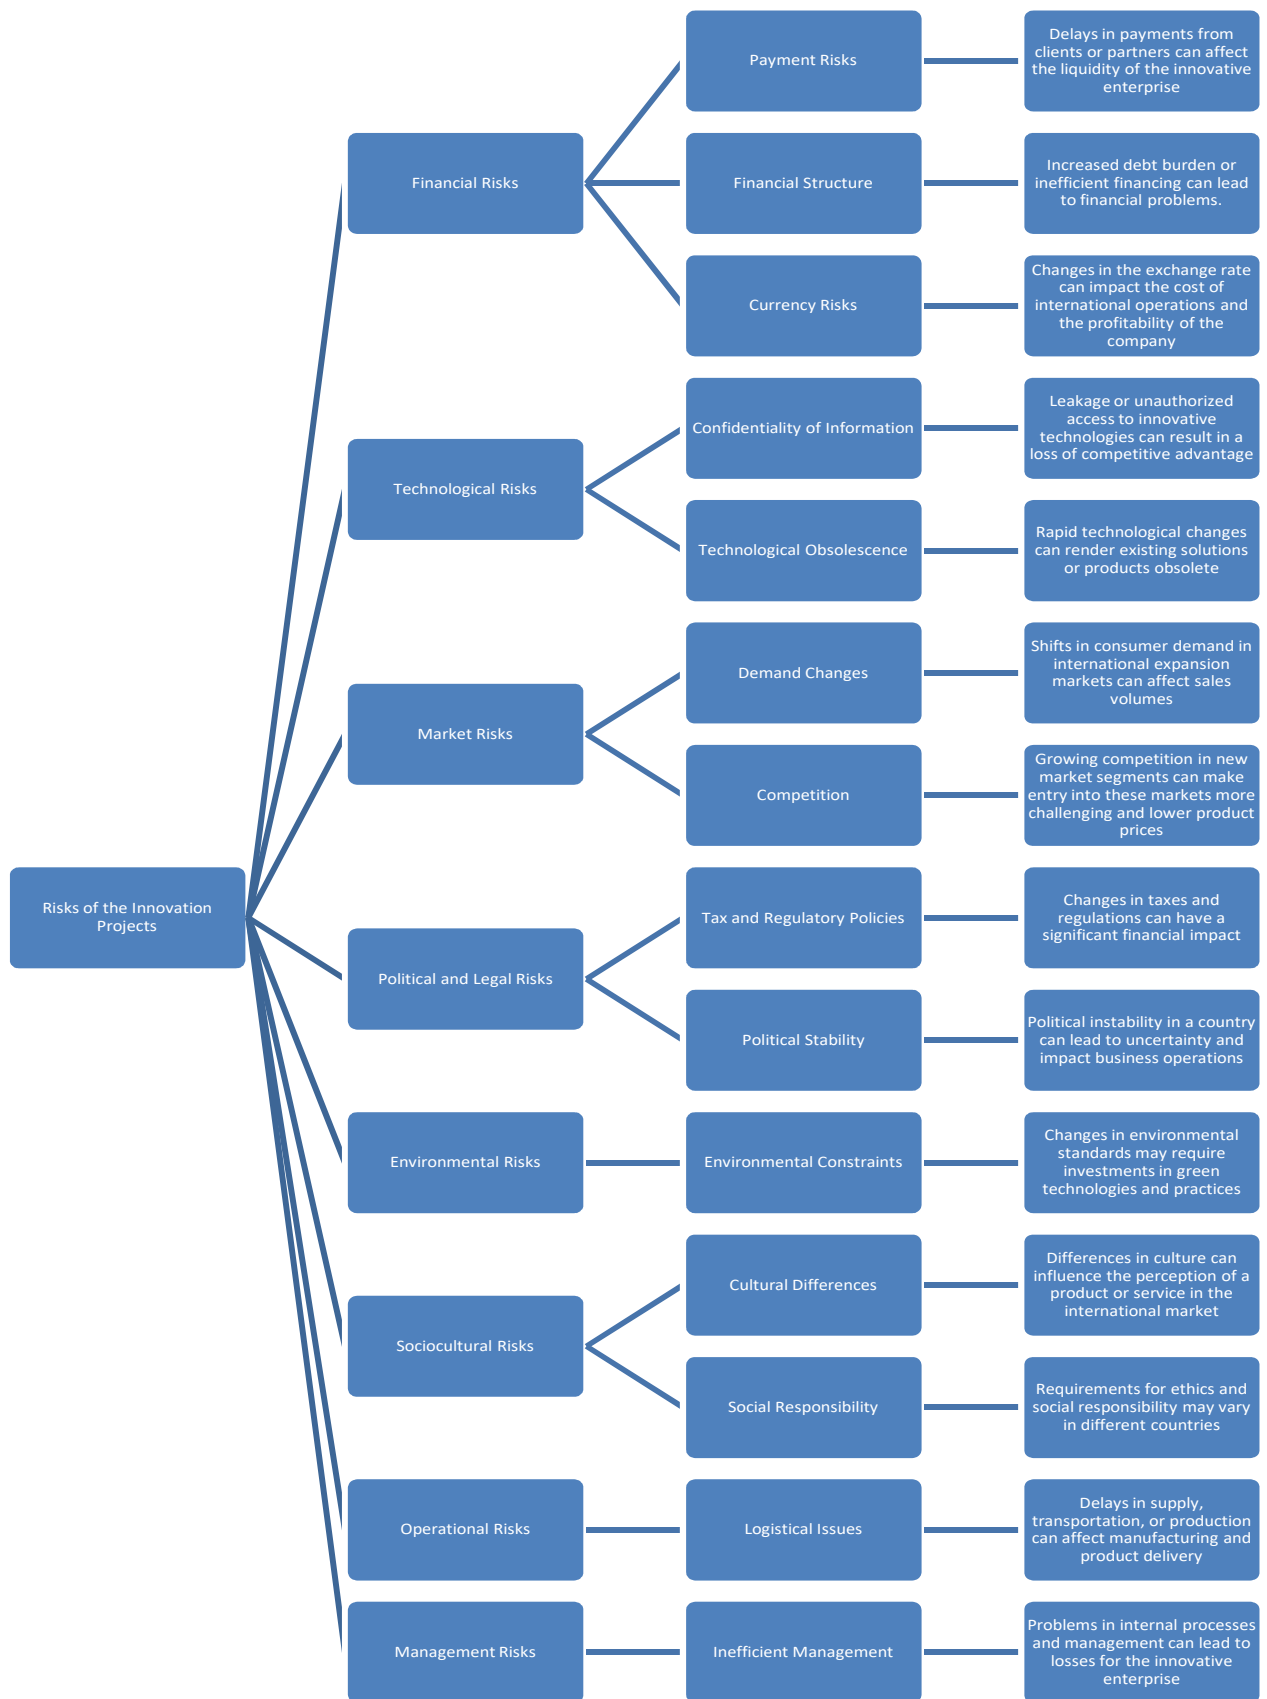 Risks of the Innovation
Projects
Financial Risks
Payment Risks
Delays in payments from
clients or partners can affect
the liquidity of the innovative
enterprise
Financial Structure
Increased debt burden or
inefficient financing can lead
to financial problems.
Currency Risks
Changes in the exchange rate
can impact the cost of
international operations and
the profitability of the
company
Technological Risks
Confidentiality of Information
Leakage or unauthorized
access to innovative
technologies can result in a
loss of competitive advantage
Technological Obsolescence
Rapid technological changes
can render existing solutions
or products obsolete
Market Risks
Demand Changes
Shifts in consumer demand in
international expansion
markets can affect sales
volumes
Competition
Growing competition in new
market segments can make
entry into these markets more
challenging and lower product
prices
Political and Legal Risks
Tax and Regulatory Policies
Changes in taxes and
regulations can have a
significant financial impact
Political Stability
Political instability in a country
can lead to uncertainty and
impact business operations
Environmental Risks
Environmental Constraints
Changes in environmental
standards may require
investments in green
technologies and practices
Sociocultural Risks
Cultural Differences
Differences in culture can
influence the perception of a
product or service in the
international market
Social Responsibility
Requirements for ethics and
social responsibility may vary
in different countries
Operational Risks
Logistical Issues
Delays in supply,
transportation, or production
can affect manufacturing and
product delivery
Management Risks
Inefficient Management
Problems in internal processes
and management can lead to
losses for the innovative
enterprise